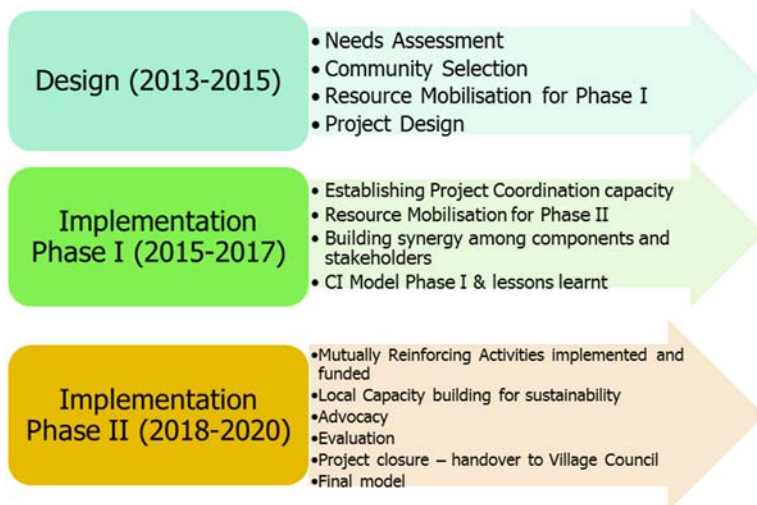 Design (2013-2015)
• Needs Assessment
• Community Selection
• Resource Mobilisation for Phase I
• Project Design
Implementation
Phase I (2015-2017)
• Establishing Project Coordination capacity
• Resource Mobilisation for Phase II
• Building synergy among components and
stakeholders
• CI Model Phase I & lessons learnt
Implementation
Phase II (2018-2020)
•Mutually Reinforcing Activities implemented and
funded
•Local Capacity building for sustainability
•Advocacy
•Evaluation
•Project closure – handover to Village Council
•Final model